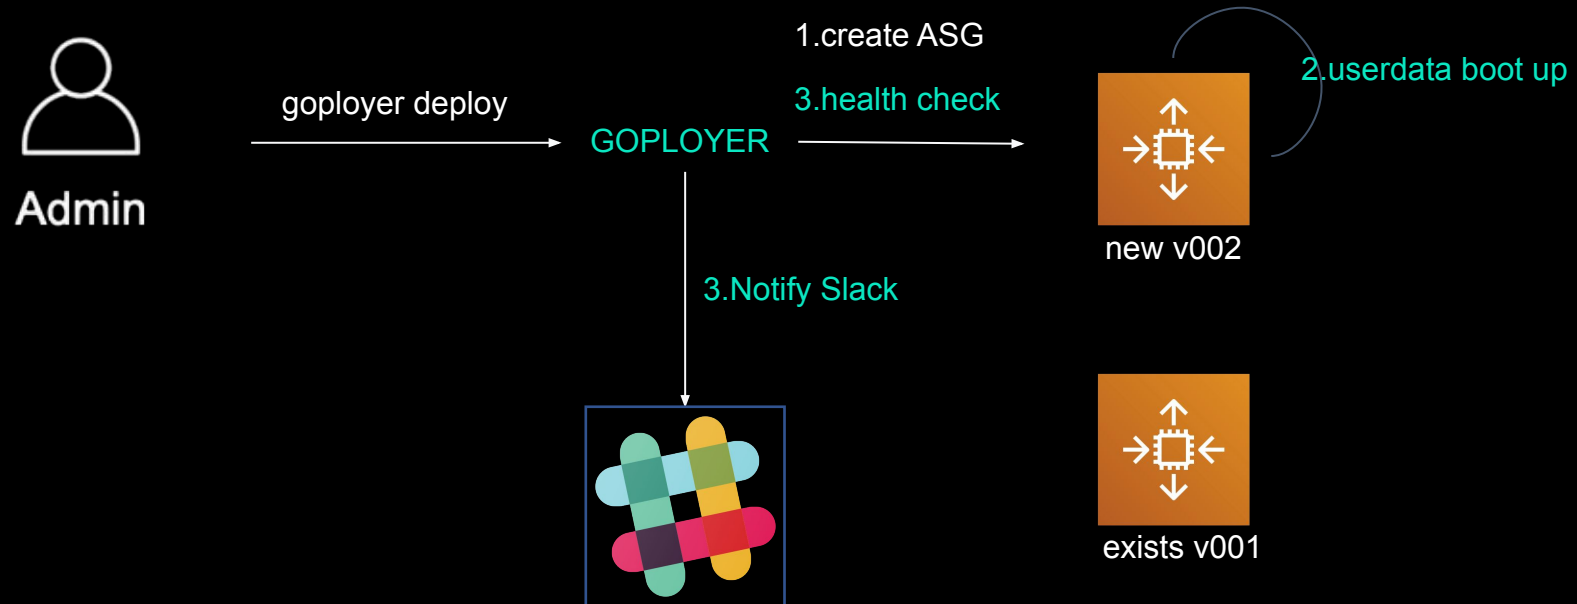 1.create ASG
2.userdata boot up
goployer deploy
3.health check
GOPLOYER
Admin
new v002
3.Notify Slack
exists v001